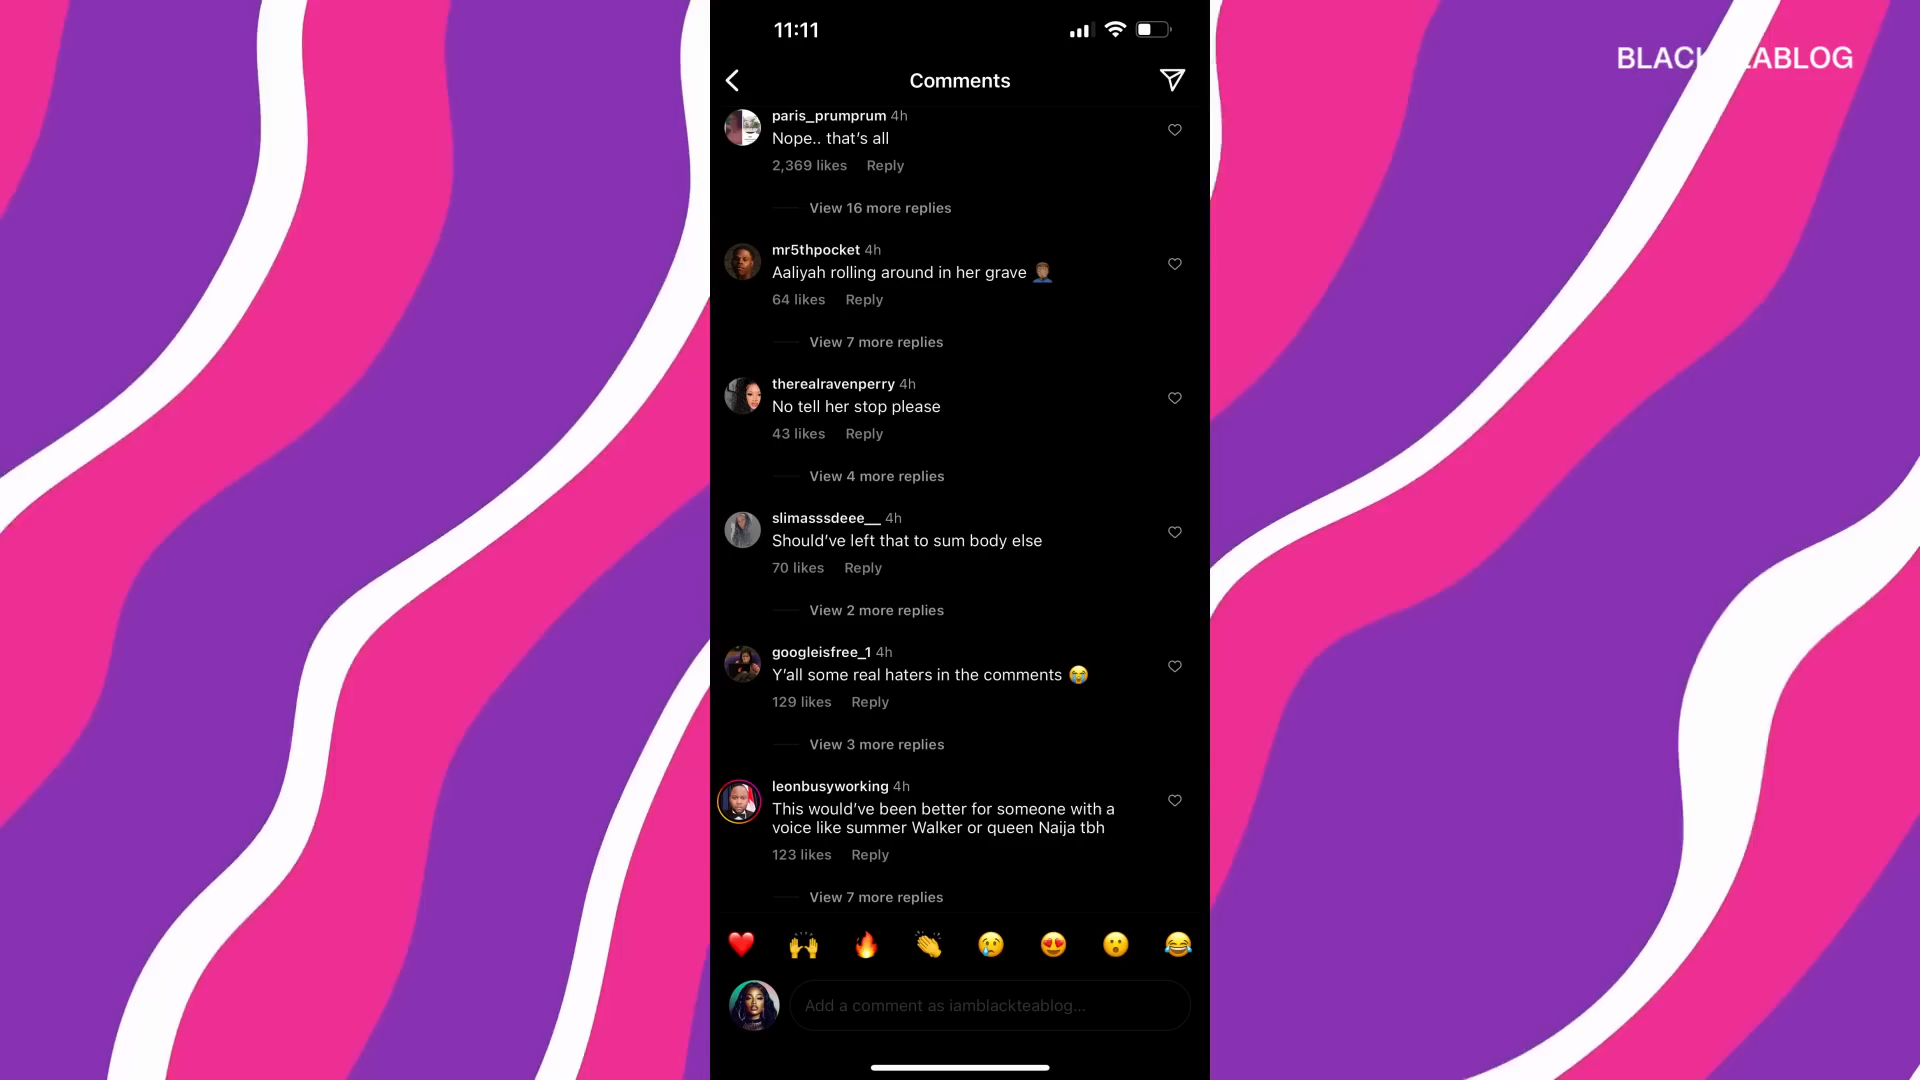 11:11
BLACKTEABLOG
Comments
paris_prumprum 4h
Nope.. that's all
2,369 likes Reply
View 16 more replies
mr5thpocket 4h
Aaliyah rolling around in her grave 🤦🏽‍♂️
64 likes Reply
View 7 more replies
therealravenperry 4h
No tell her stop please
43 likes Reply
View 4 more replies
slimasssdeee__ 4h
Should've left that to sum body else
70 likes Reply
View 2 more replies
googleisfree_1 4h
Y'all some real haters in the comments 😭
129 likes Reply
View 3 more replies
leonbusyworking 4h
This would've been better for someone with a
voice like summer Walker or queen Naija tbh
123 likes Reply
View 7 more replies
❤️ 🙌 🔥 👏 😢 😍 😮 😂
Add a comment as iamblackteablog...